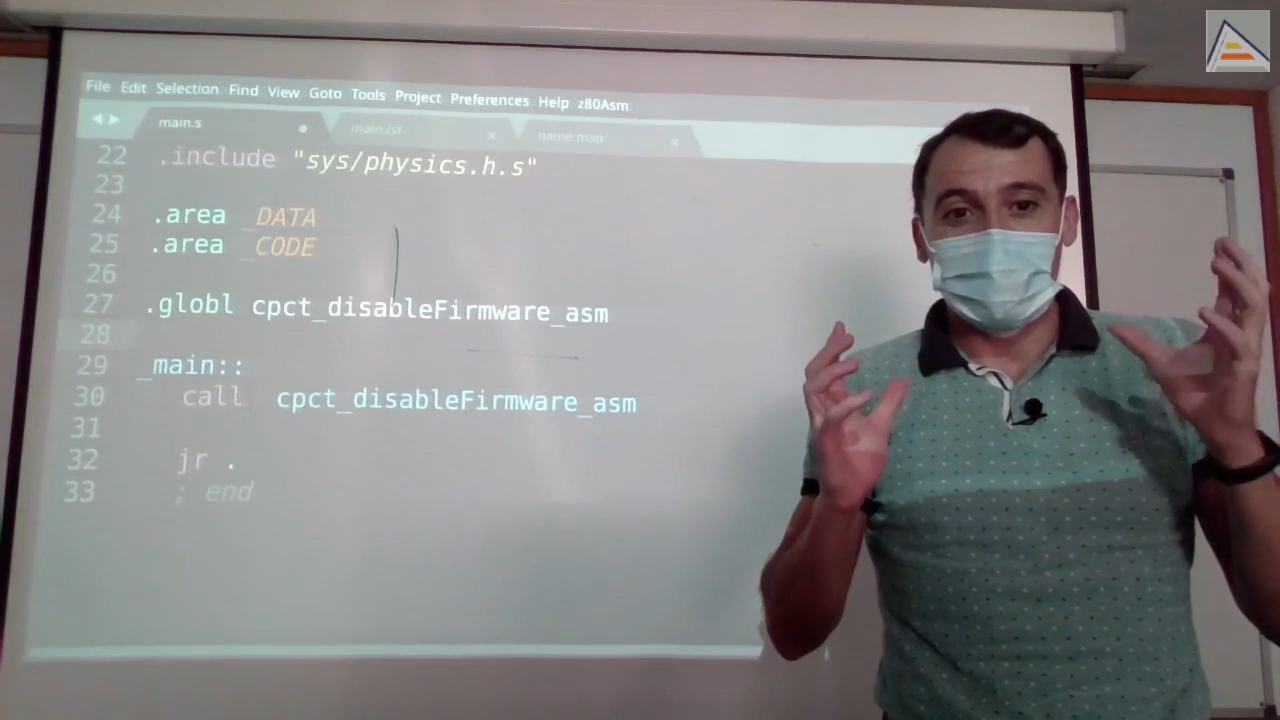 File Edit Selection Find View Goto Tools Project Preferences Help z80Asm
main.s main.lst game.map
22 .include "sys/physics.h.s"
23
24 .area _DATA
25 .area _CODE
26
27 .globl cpct_disableFirmware_asm
28
29 _main::
30 call cpct_disableFirmware_asm
31
32 jr .
33 ; end